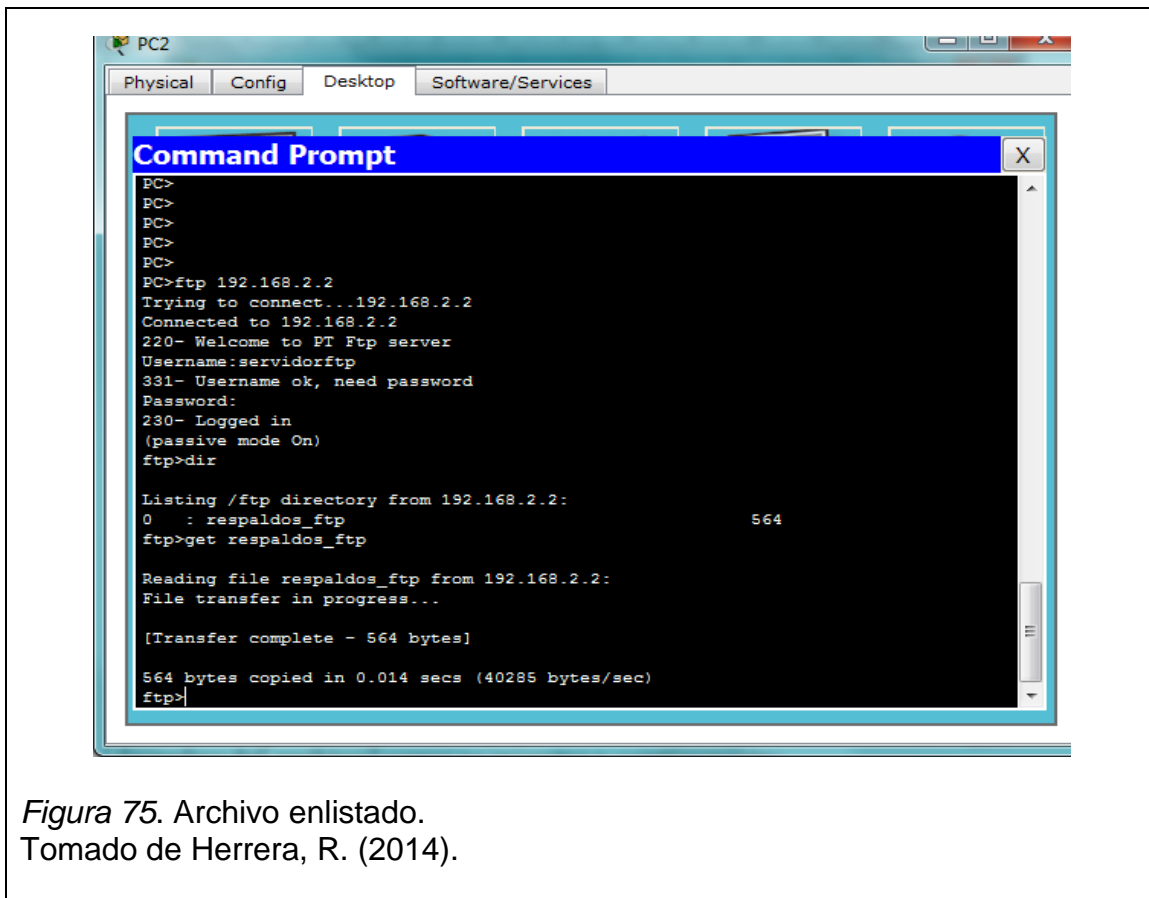 PC2
Physical Config Desktop Software/Services
Command Prompt X
PC>
PC>
PC>
PC>
PC>
PC>ftp 192.168.2.2
Trying to connect...192.168.2.2
Connected to 192.168.2.2
220- Welcome to PT Ftp server
Username:servidorftp
331- Username ok, need password
Password:
230- Logged in
(passive mode On)
ftp>dir
Listing /ftp directory from 192.168.2.2:
0 : respaldos_ftp 564
ftp>get respaldos_ftp
Reading file respaldos_ftp from 192.168.2.2:
File transfer in progress...
[Transfer complete - 564 bytes]
564 bytes copied in 0.014 secs (40285 bytes/sec)
ftp>
Figura 75. Archivo enlistado.
Tomado de Herrera, R. (2014).